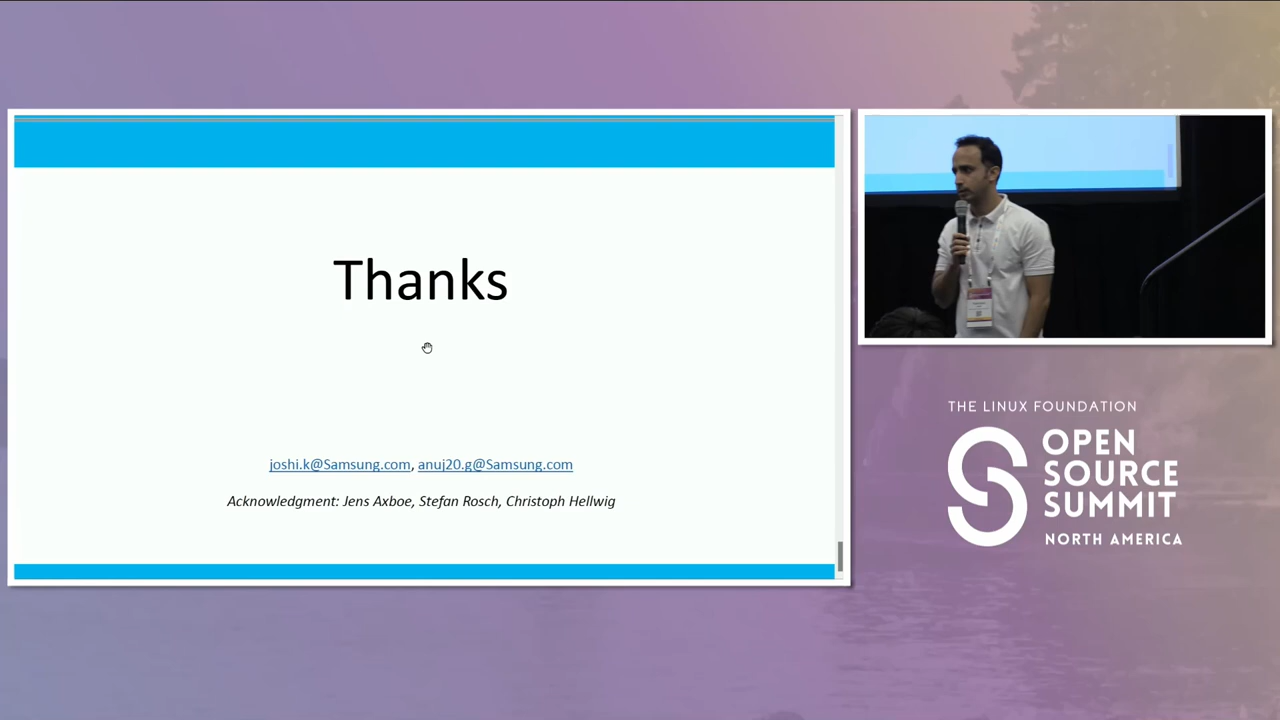 Thanks
joshi.k@Samsung.com, anuj20.g@Samsung.com
Acknowledgment: Jens Axboe, Stefan Rosch, Christoph Hellwig
THE LINUX FOUNDATION
OPEN
SOURCE
SUMMIT
NORTH AMERICA